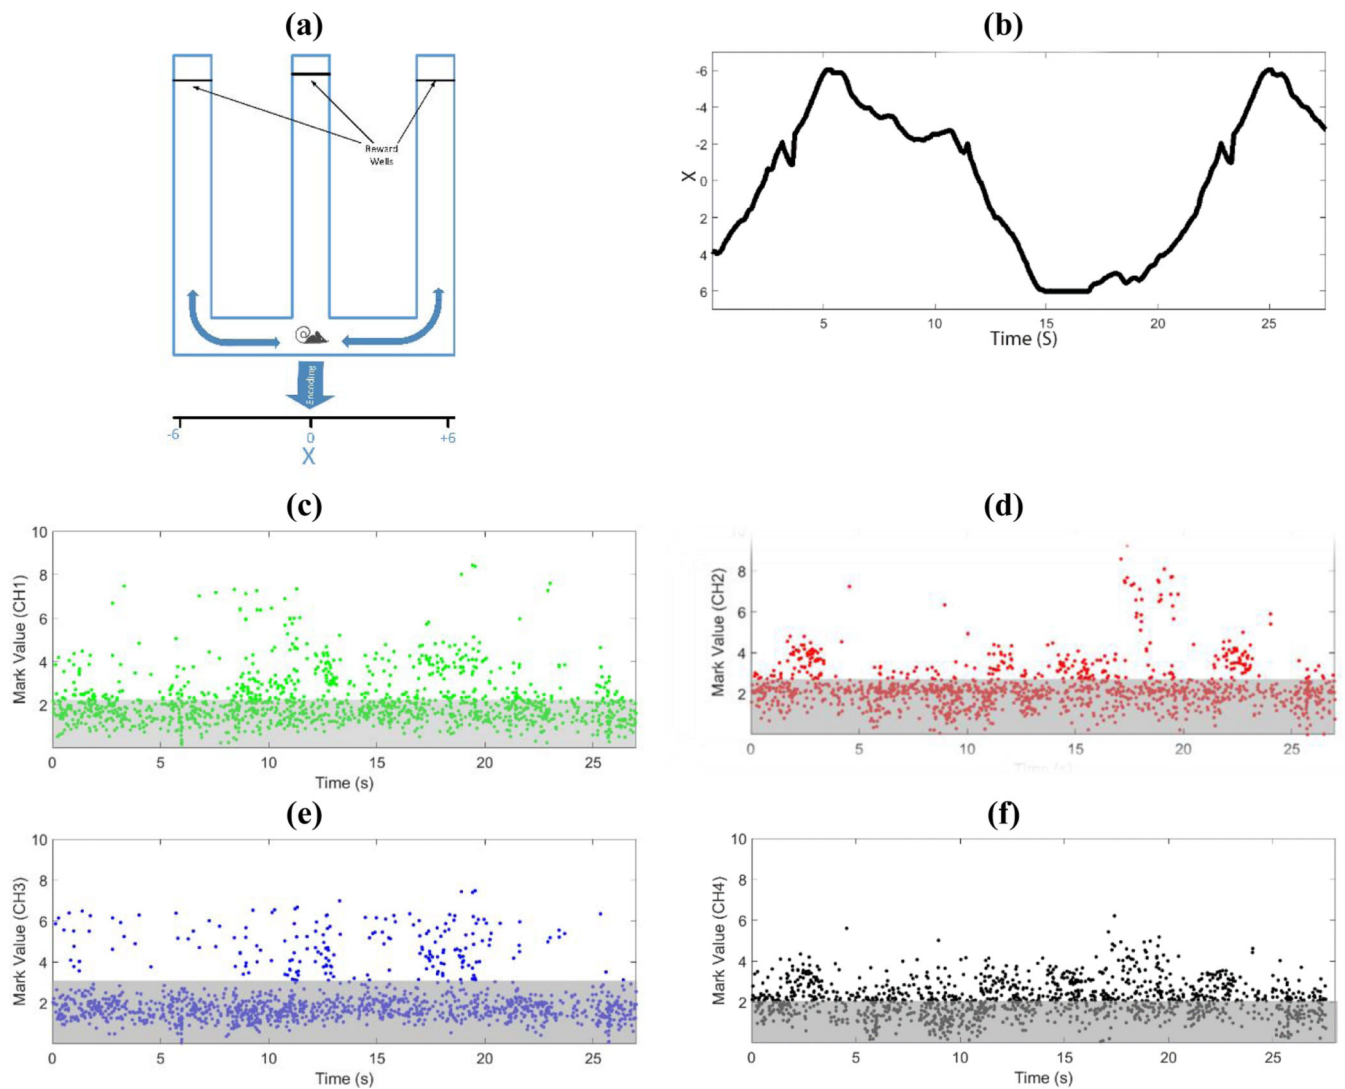 (a)
Reward
Wells
Encoding
-6
0
+6
X
(b)
-6
-4
-2
0
2
4
6
X
5
10
15
20
25
Time (S)
(c)
10
8
6
4
2
Mark Value (CH1)
0
5
10
15
20
25
Time (s)
(d)
10
8
6
4
2
Mark Value (CH2)
0
5
10
15
20
25
Time (s)
(e)
10
8
6
4
2
Mark Value (CH3)
0
5
10
15
20
25
Time (s)
(f)
10
8
6
4
2
Mark Value (CH4)
0
5
10
15
20
25
Time (s)